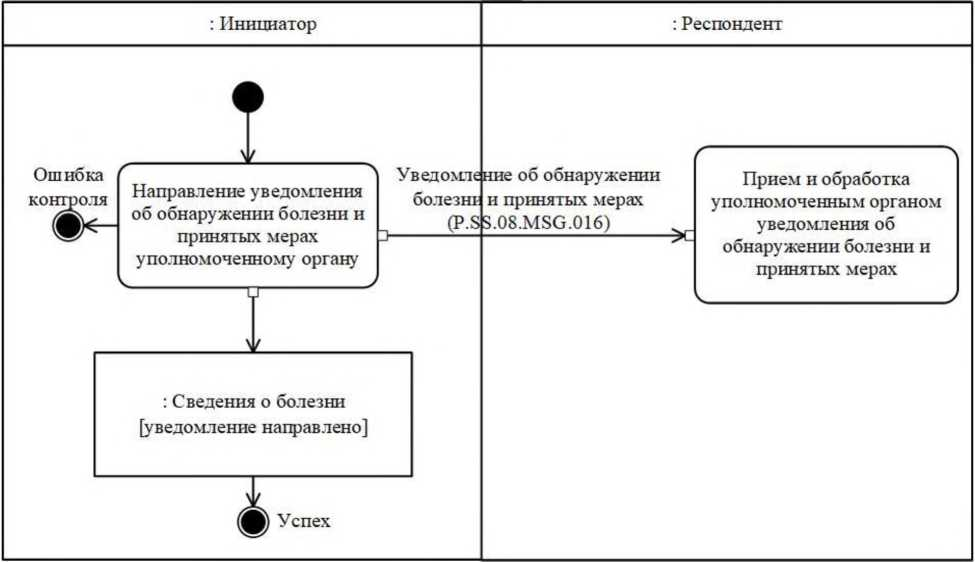 : Инициатор
: Респондент
Ошибка
контроля
Направление уведомления
об обнаружении болезни и
принятых мерах
уполномоченному органу
Уведомление об обнаружении
болезни и принятых мерах
(P.SS.08.MSG.016)
Прием и обработка
уполномоченным органом
уведомления об
обнаружении болезни и
принятых мерах
: Сведения о болезни
[уведомление направлено]
Успех